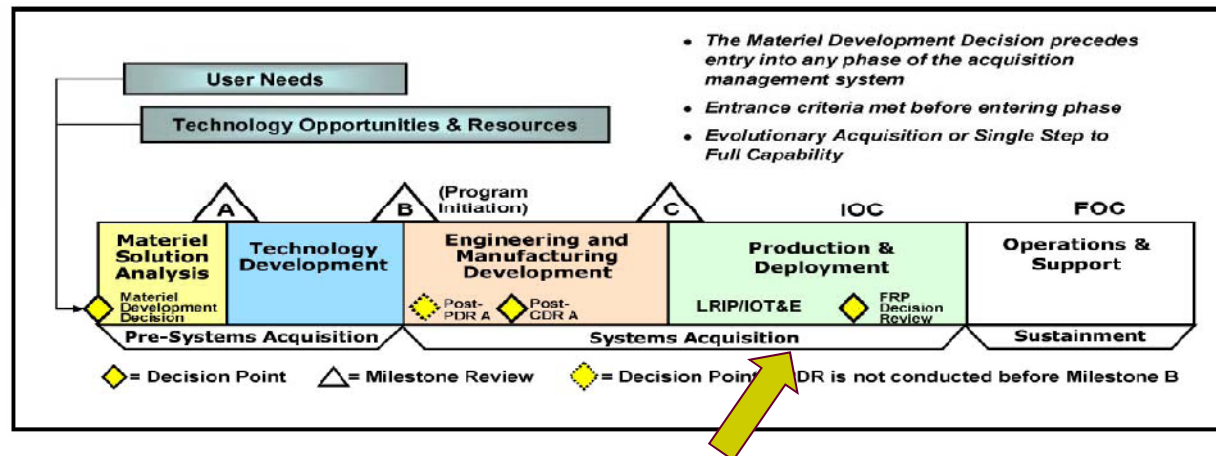 • The Materiel Development Decision precedes
entry into any phase of the acquisition
management system
• Entrance criteria met before entering phase
• Evolutionary Acquisition or Single Step to
Full Capability
User Needs
Technology Opportunities & Resources
A
B
(Program
Initiation)
C
IOC
FOC
Materiel
Solution
Analysis
Materiel
Development
Decision
Technology
Development
Engineering and
Manufacturing
Development
Post-
PDR A
Post-
CDR A
Production &
Deployment
LRIP/IOT&E
FRP
Decision
Review
Operations &
Support
Pre-Systems Acquisition
Systems Acquisition
Sustainment
= Decision Point
= Milestone Review
= Decision Point DR is not conducted before Milestone B